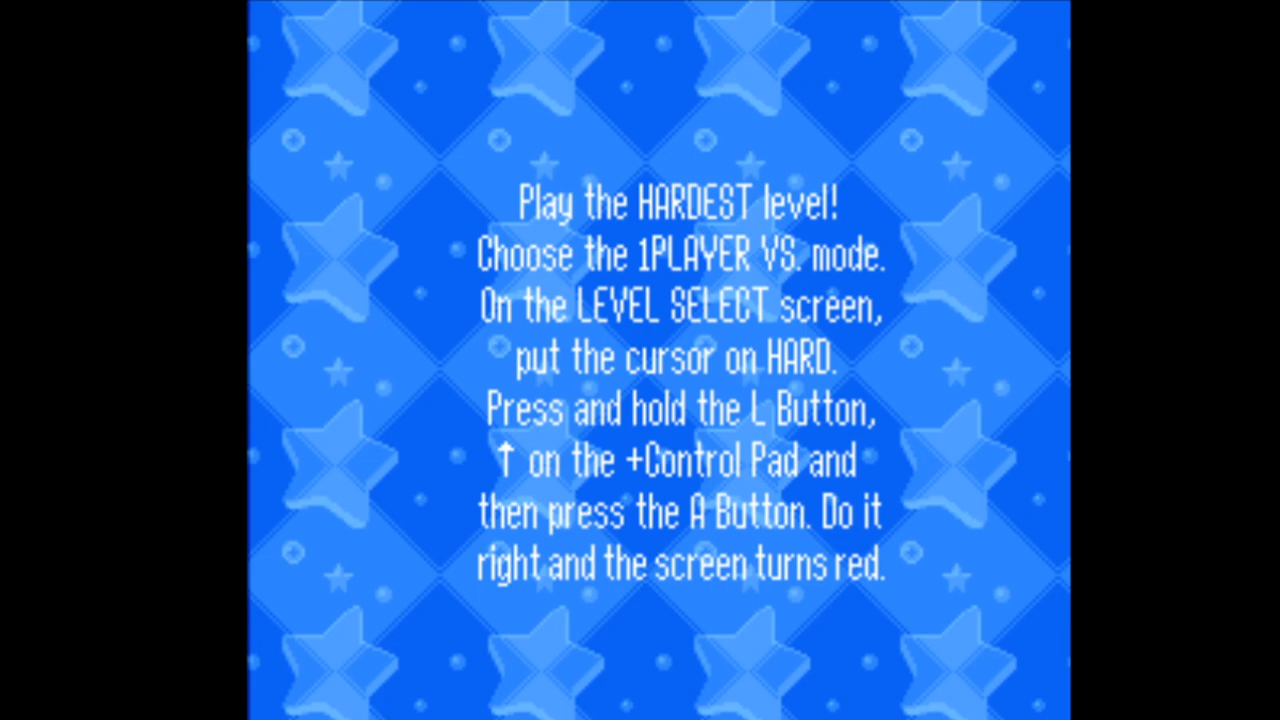 Play the HARDEST level!
Choose the 1PLAYER VS. mode.
On the LEVEL SELECT screen,
put the cursor on HARD.
Press and hold the L Button,
↑ on the +Control Pad and
then press the A Button. Do it
right and the screen turns red.